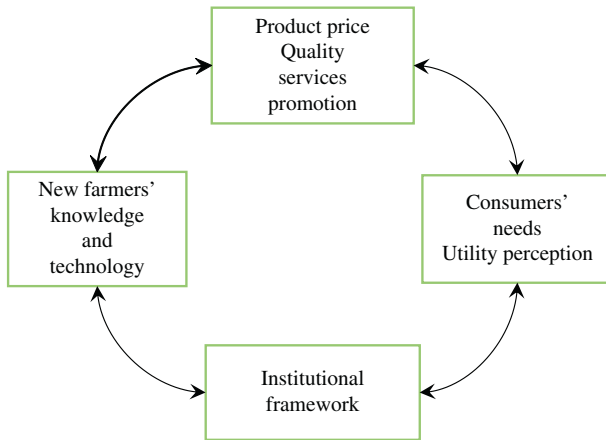 Product price
Quality
services
promotion
New farmers’
knowledge
and
technology
Consumers’
needs
Utility perception
Institutional
framework